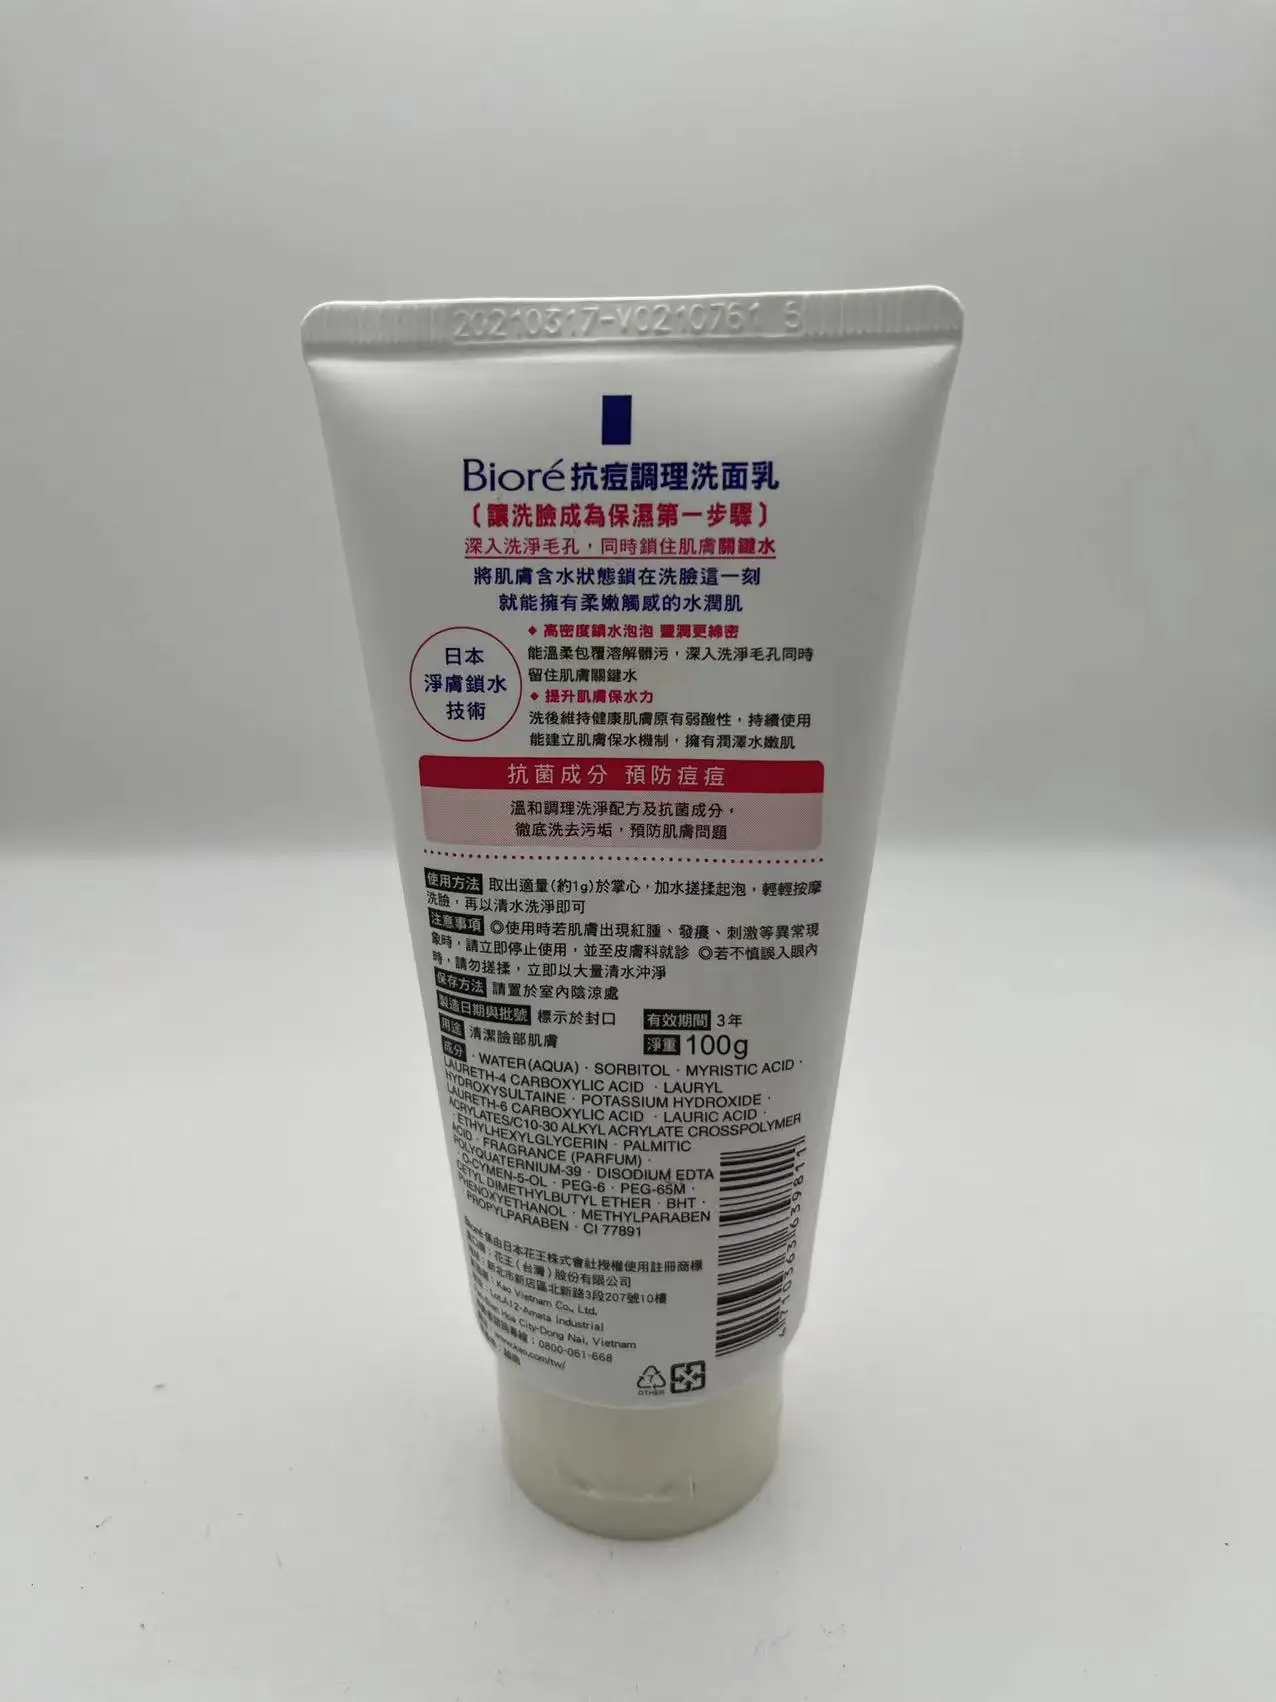 20210317-V0210761 S
Bioré抗痘調理洗面乳
〔讓洗臉成為保濕第一步驟〕
深入洗淨毛孔，同時鎖住肌膚關鍵水
將肌膚含水狀態鎖在洗臉這一刻
就能擁有柔嫩觸感的水潤肌
日本
淨膚鎖水
技術
◆ 高密度鎖水泡泡 豐潤更綿密
能溫柔包覆溶解髒污，深入洗淨毛孔同時
留住肌膚關鍵水
◆ 提升肌膚保水力
洗後維持健康肌膚原有弱酸性，持續使用
能建立肌膚保水機制，擁有潤澤水嫩肌
抗菌成分 預防痘痘
溫和調理洗淨配方及抗菌成分，
徹底洗去污垢，預防肌膚問題
使用方法 取出適量(約1g)於掌心，加水搓揉起泡，輕輕按摩
洗臉，再以清水洗淨即可
注意事項 ◎使用時若肌膚出現紅腫、發癢、刺激等異常現
象時，請立即停止使用，並至皮膚科就診 ◎若不慎誤入眼內
時，請勿搓揉，立即以大量清水沖淨
保存方法 請置於室內陰涼處
製造日期與批號 標示於封口 有效期間 3年
用途 清潔臉部肌膚 淨重 100g
成分 · WATER (AQUA) · SORBITOL · MYRISTIC ACID ·
LAURETH-4 CARBOXYLIC ACID · LAURYL
HYDROXYSULTAINE · POTASSIUM HYDROXIDE ·
LAURETH-6 CARBOXYLIC ACID · LAURIC ACID ·
ACRYLATES/C10-30 ALKYL ACRYLATE CROSSPOLYMER
· ETHYLHEXYLGLYCERIN · PALMITIC
ACID · FRAGRANCE (PARFUM) ·
POLYQUATERNIUM-39 · DISODIUM EDTA
· O-CYMEN-5-OL · PEG-6 · PEG-65M ·
CETYL DIMETHYLBUTYL ETHER · BHT ·
PHENOXYETHANOL · METHYLPARABEN
· PROPYLPARABEN · CI 77891
Bioré係由日本花王株式會社授權使用註冊商標
花王（台灣）股份有限公司
新北市新店區北新路3段207號10樓
Kao Vietnam Co., Ltd.
Lot A12-Amata Industrial
Bien Hoa City-Dong Nai, Vietnam
0800-061-668
www.kao.com/tw/
越南
4710363639811
7
OTHER